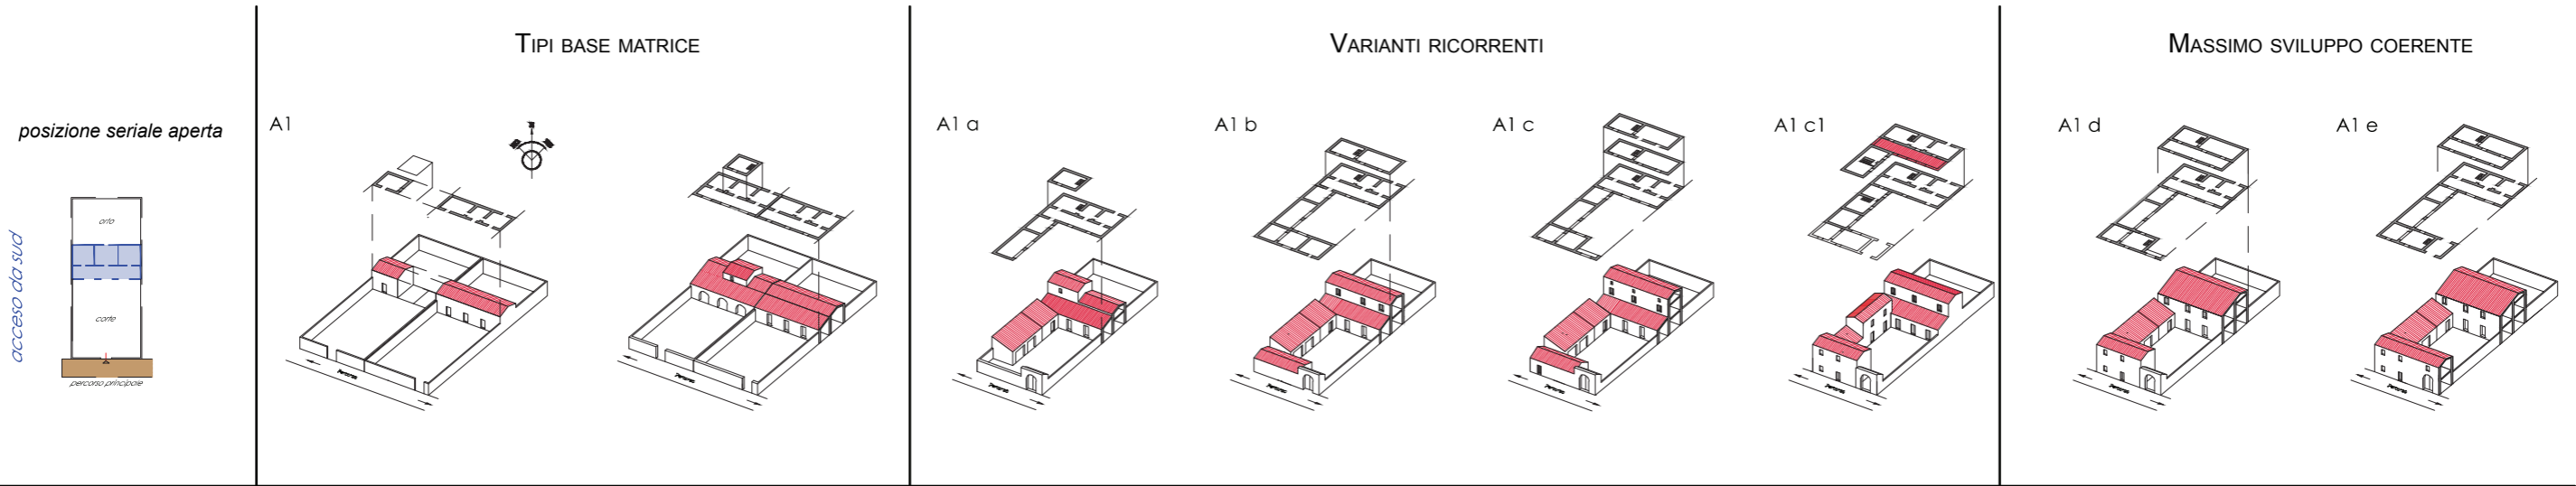 TIPI BASE MATRICE
VARIANTI RICORRENTI
MASSIMO SVILUPPO COERENTE
posizione seriale aperta
acceso da sud
orto
corte
percorso principale
A1
A1 a
A1 b
A1 c
A1 c1
A1 d
A1 e